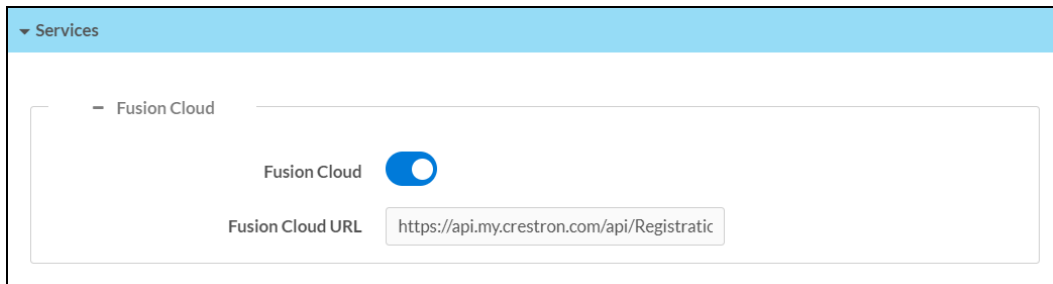 Services
Fusion Cloud
Fusion Cloud
Fusion Cloud URL https://api.my.crestron.com/api/Registratic